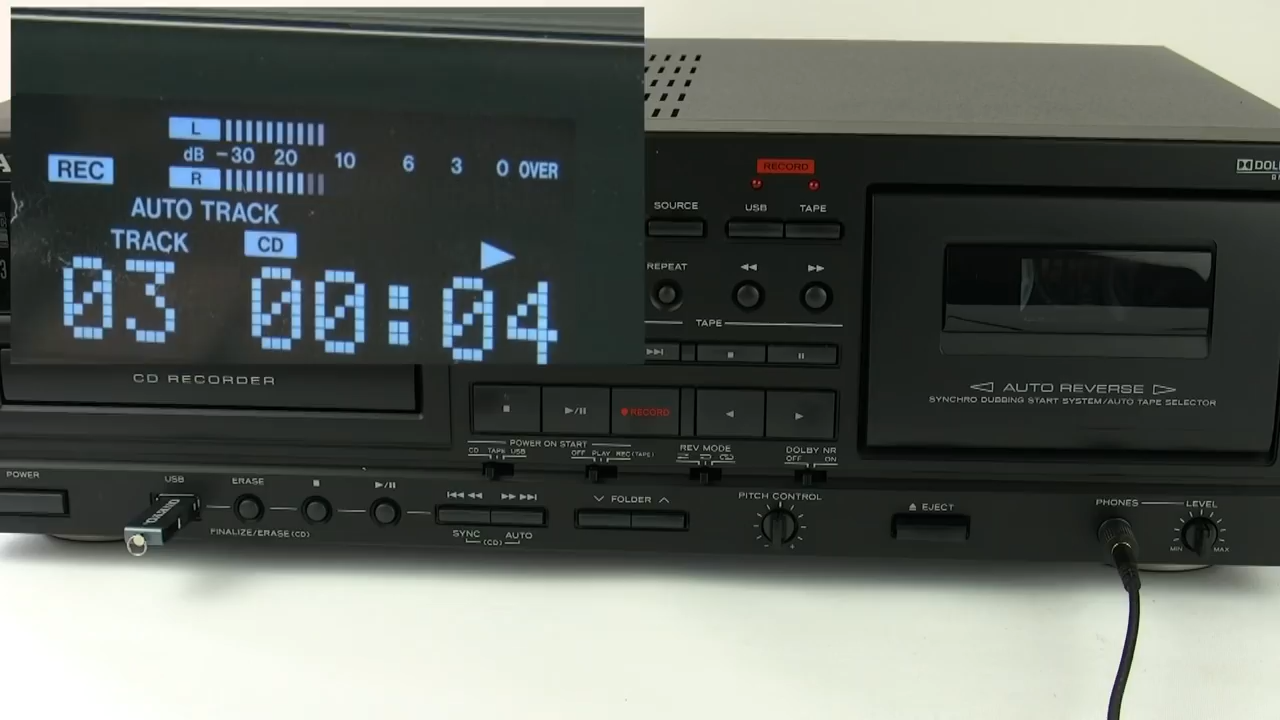 L
dB -30 20 10 6 3 0 OVER
REC
R
AUTO TRACK
TRACK CD
03 00:04
RECORD
SOURCE USB TAPE
REPEAT
TAPE
DOLBY
CD RECORDER
AUTO REVERSE
SYNCHRO DUBBING START SYSTEM/AUTO TAPE SELECTOR
RECORD
POWER ON START
CD TAPE USB
OFF PLAY REC(TAPE)
REV MODE
DOLBY NR
OFF ON
POWER
USB
ERASE
FINALIZE/ERASE(CD)
SYNC (CD) AUTO
FOLDER
PITCH CONTROL
- +
EJECT
PHONES LEVEL
MIN MAX